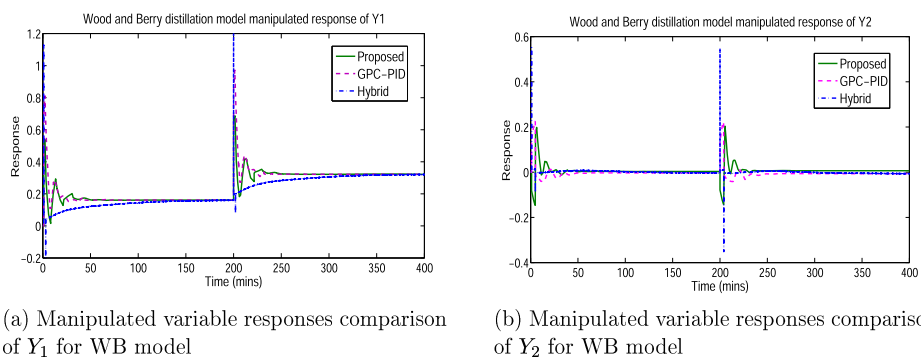 Wood and Berry distillation model manipulated response of Y1
1.2
1
0.8
0.6
0.4
0.2
0
−0.2
Response
Proposed
GPC−PID
Hybrid
0 50 100 150 200 250 300 350 400
Time (mins)
(a) Manipulated variable responses comparison
of Y1 for WB model
Wood and Berry distillation model manipulated response of Y2
0.6
0.4
0.2
0
−0.2
−0.4
Response
Proposed
GPC−PID
Hybrid
0 50 100 150 200 250 300 350 400
Time (mins)
(b) Manipulated variable responses compariso
of Y2 for WB model